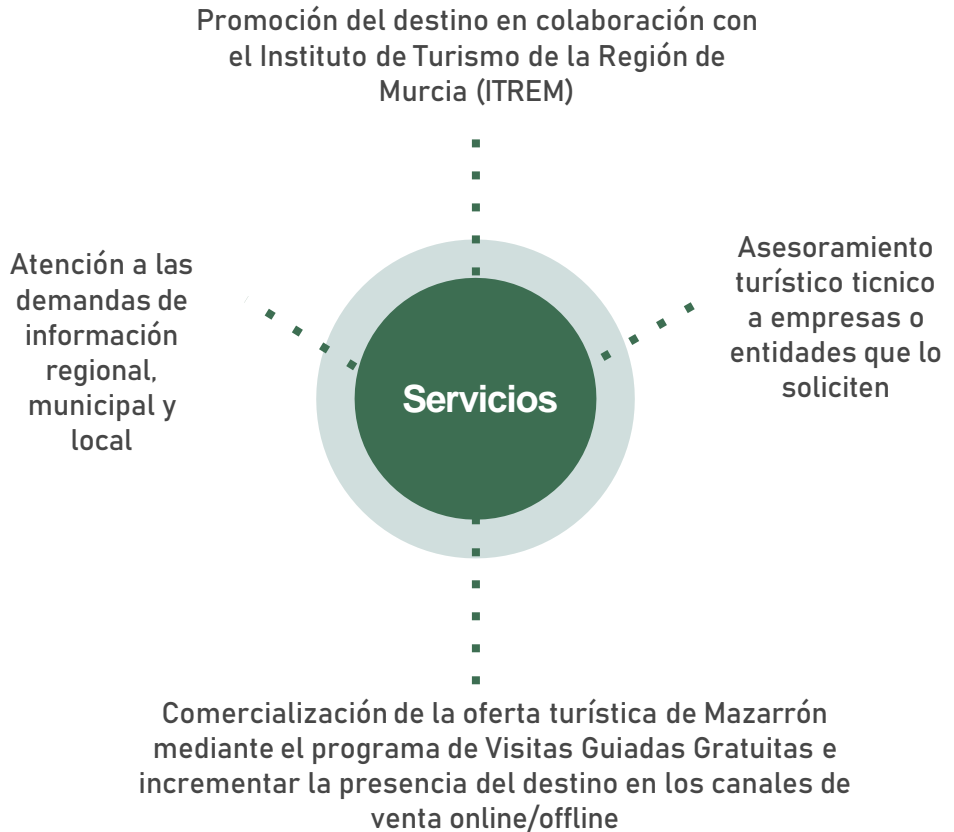 Promoción del destino en colaboración con
el Instituto de Turismo de la Región de
Murcia (ITREM)
Atención a las
demandas de
información
regional,
municipal y
local
Servicios
Asesoramiento
turístico ticnico
a empresas o
entidades que lo
soliciten
Comercialización de la oferta turística de Mazarrón
mediante el programa de Visitas Guiadas Gratuitas e
incrementar la presencia del destino en los canales de
venta online/offline